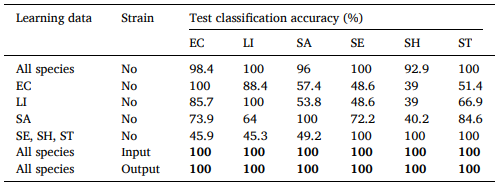 Learning data Strain Test classification accuracy (%)
EC LI SA SE SH ST
All species No 98.4 100 96 100 92.9 100
EC No 100 88.4 57.4 48.6 39 51.4
LI No 85.7 100 53.8 48.6 39 66.9
SA No 73.9 64 100 72.2 40.2 84.6
SE, SH, ST No 45.9 45.3 49.2 100 100 100
All species Input 100 100 100 100 100 100
All species Output 100 100 100 100 100 100